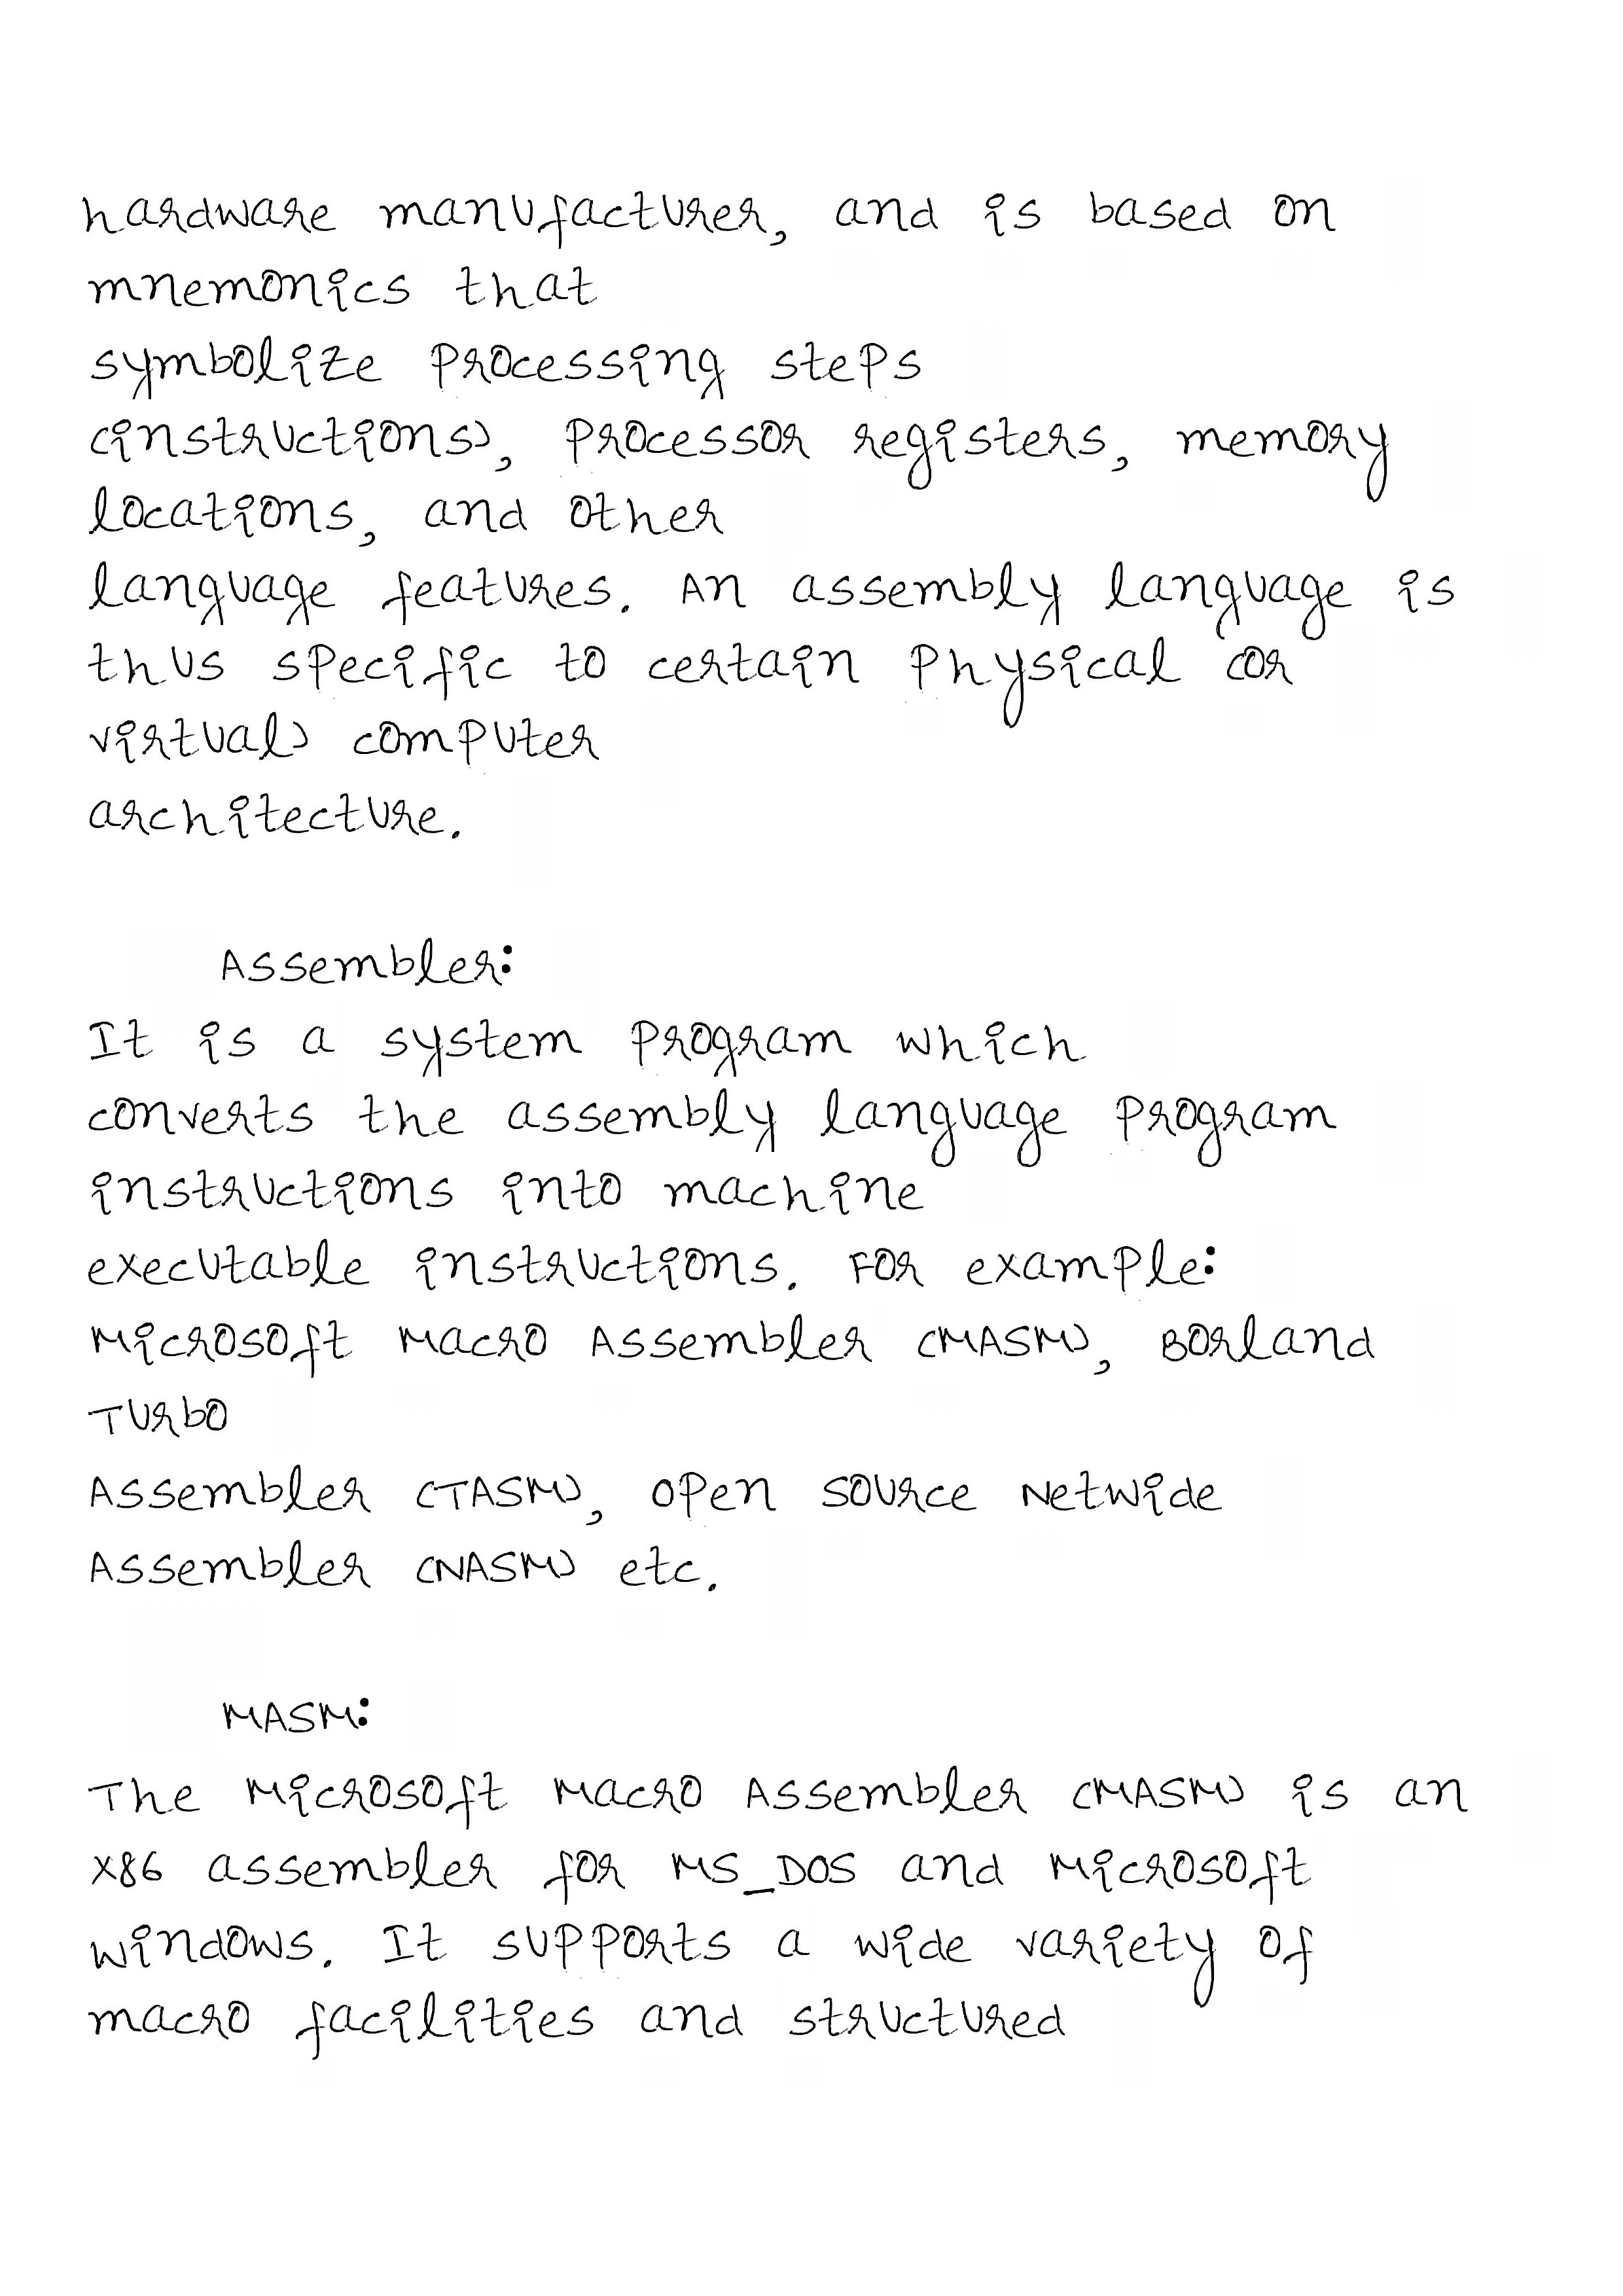 hardware manufacturer, and is based on
mnemonics that
symbolize processing steps
(instructions), processor registers, memory
locations, and other
language features. An assembly language is
thus specific to certain physical (or
virtual) computer
architecture.
Assembler:
It is a system program which
converts the assembly language program
instructions into machine
executable instructions. For example:
Microsoft Macro Assembler (MASM), Borland
Turbo
Assembler (TASM), Open Source Netwide
Assembler (NASM) etc.
MASM:
The Microsoft Macro Assembler (MASM) is an
x86 assembler for MS_DOS and Microsoft
windows. It supports a wide variety of
macro facilities and structured